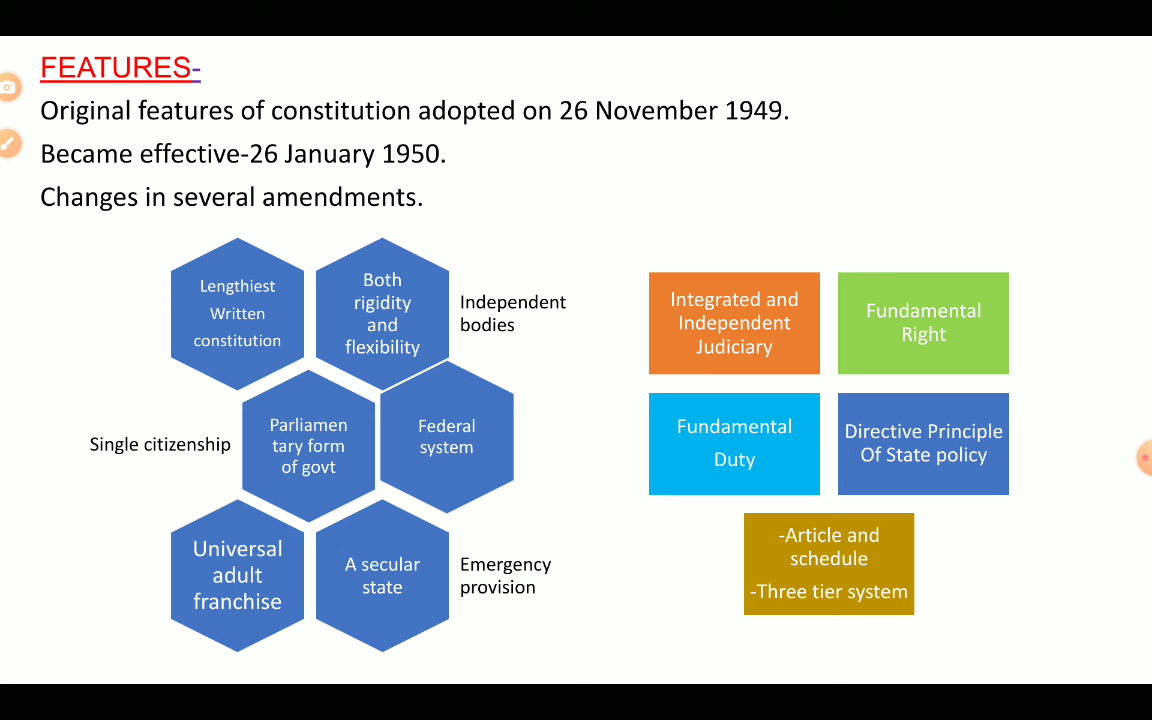 FEATURES-
Original features of constitution adopted on 26 November 1949.
Became effective-26 January 1950.
Changes in several amendments.
Lengthiest
Written
constitution
Both
rigidity
and
flexibility
Independent
bodies
Single citizenship
Parliamen
tary form
of govt
Federal
system
Universal
adult
franchise
A secular
state
Emergency
provision
Integrated and
Independent
Judiciary
Fundamental
Right
Fundamental
Duty
Directive Principle
Of State policy
-Article and
schedule
-Three tier system